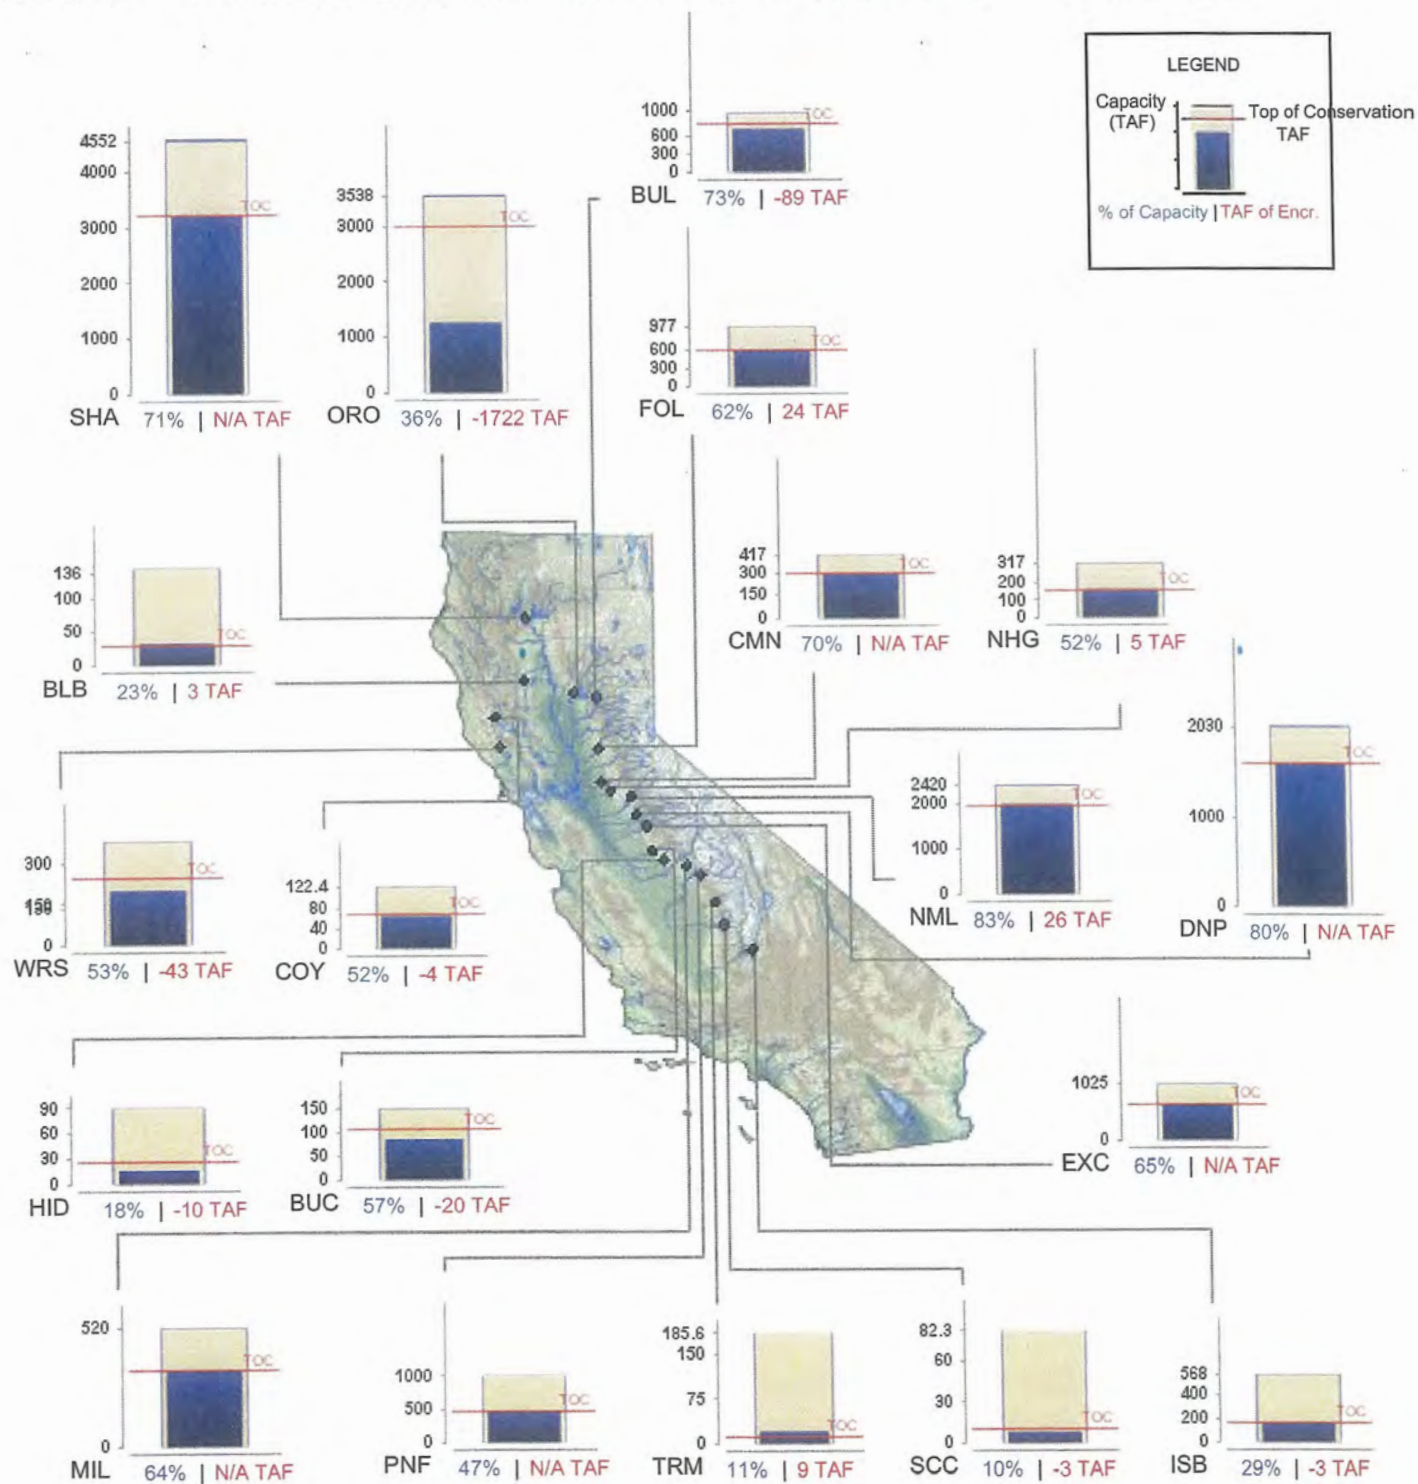 LEGEND
Capacity
(TAF)
Top of Conservation
TAF
% of Capacity | TAF of Encr.
4552
4000
3000
2000
1000
0
TOC
SHA 71% | N/A TAF
3538
3000
2000
1000
0
TOC
ORO 36% | -1722 TAF
1000
600
300
0
TOC
BUL 73% | -89 TAF
977
600
300
0
TOC
FOL 62% | 24 TAF
136
100
50
0
TOC
BLB 23% | 3 TAF
417
300
150
0
TOC
CMN 70% | N/A TAF
317
200
100
0
TOC
NHG 52% | 5 TAF
2030
1000
0
TOC
DNP 80% | N/A TAF
2420
2000
1000
0
TOC
NML 83% | 26 TAF
300
150
0
TOC
WRS 53% | -43 TAF
122.4
80
40
0
TOC
COY 52% | -4 TAF
90
60
30
0
TOC
HID 18% | -10 TAF
150
100
50
0
TOC
BUC 57% | -20 TAF
1025
0
TOC
EXC 65% | N/A TAF
520
0
TOC
MIL 64% | N/A TAF
1000
500
0
TOC
PNF 47% | N/A TAF
185.6
150
75
0
TOC
TRM 11% | 9 TAF
82.3
60
30
0
TOC
SCC 10% | -3 TAF
568
400
200
0
TOC
ISB 29% | -3 TAF